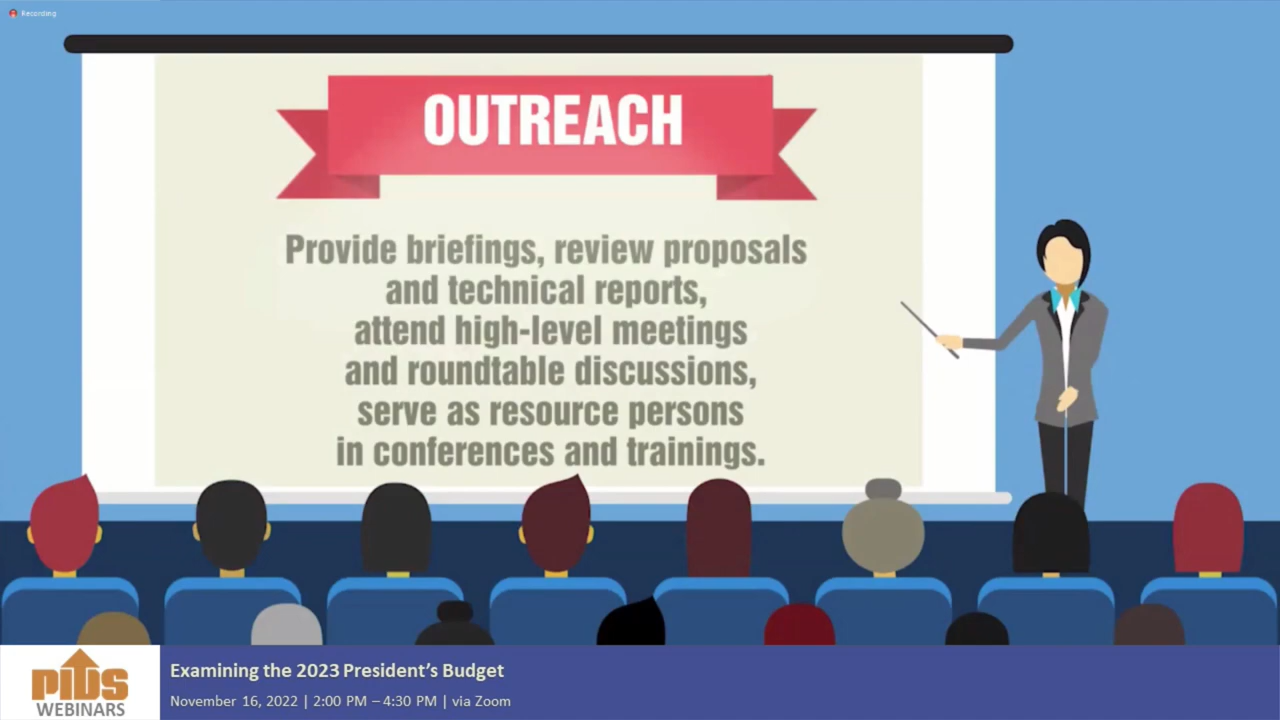 Recording
OUTREACH
Provide briefings, review proposals
and technical reports,
attend high-level meetings
and roundtable discussions,
serve as resource persons
in conferences and trainings.
pids
WEBINARS
Examining the 2023 President's Budget
November 16, 2022 | 2:00 PM – 4:30 PM | via Zoom